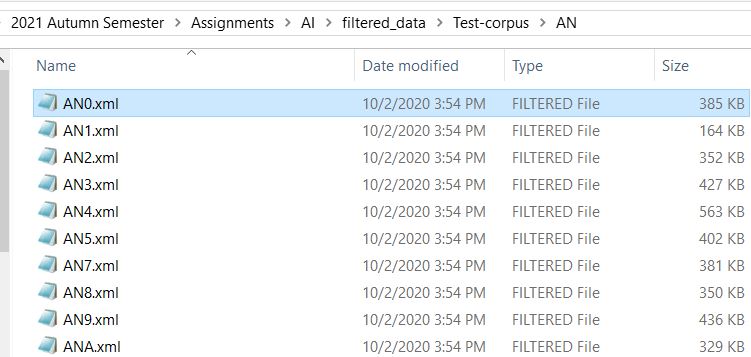 2021 Autumn Semester > Assignments > AI > filtered_data > Test-corpus > AN
Name Date modified Type Size
AN0.xml 10/2/2020 3:54 PM FILTERED File 385 KB
AN1.xml 10/2/2020 3:54 PM FILTERED File 164 KB
AN2.xml 10/2/2020 3:54 PM FILTERED File 352 KB
AN3.xml 10/2/2020 3:54 PM FILTERED File 427 KB
AN4.xml 10/2/2020 3:54 PM FILTERED File 563 KB
AN5.xml 10/2/2020 3:54 PM FILTERED File 402 KB
AN7.xml 10/2/2020 3:54 PM FILTERED File 381 KB
AN8.xml 10/2/2020 3:54 PM FILTERED File 350 KB
AN9.xml 10/2/2020 3:54 PM FILTERED File 436 KB
ANA.xml 10/2/2020 3:54 PM FILTERED File 329 KB